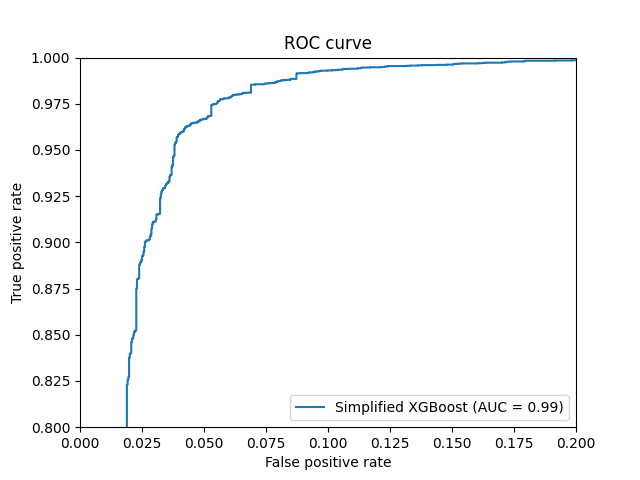 ROC curve
1.000
0.975
0.950
0.925
0.900
0.875
0.850
0.825
0.800
True positive rate
Simplified XGBoost (AUC = 0.99)
0.000 0.025 0.050 0.075 0.100 0.125 0.150 0.175 0.200
False positive rate